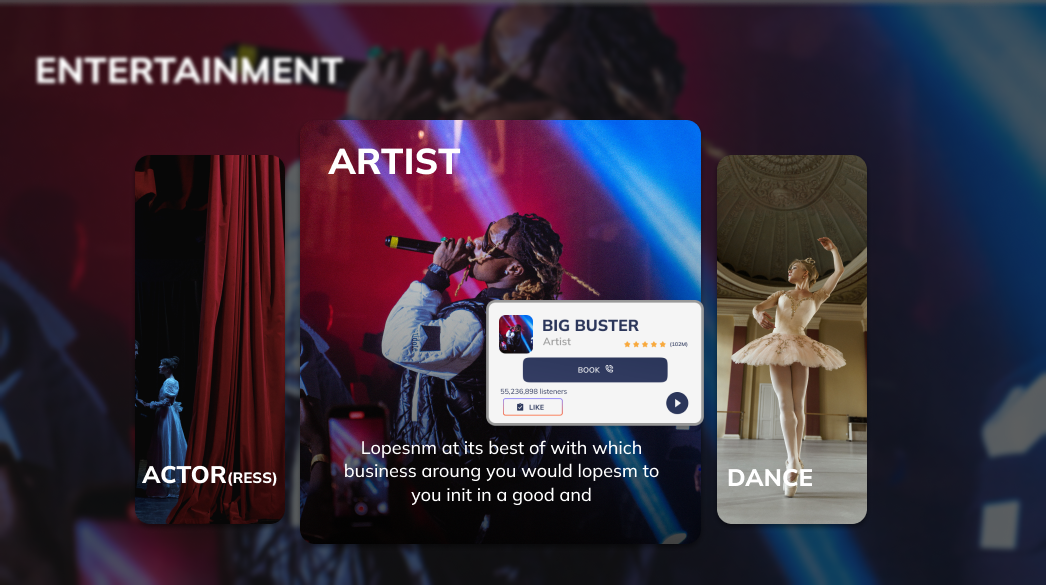 ENTERTAINMENT
ARTIST
BIG BUSTER
Artist
(102M)
BOOK
55,236,898 listeners
LIKE
Lopesnm at its best of with which
business aroung you would lopesm to
you init in a good and
ACTOR(RESS)
DANCE